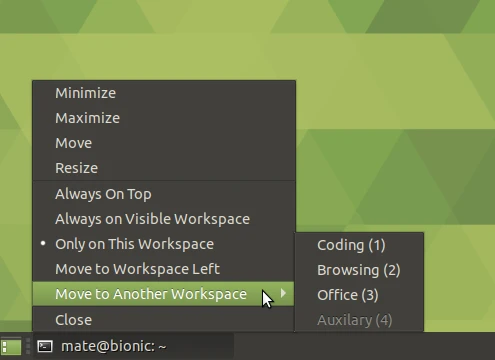 Minimize
Maximize
Move
Resize
Always On Top
Always on Visible Workspace
Only on This Workspace
Move to Workspace Left
Move to Another Workspace
Close
Coding (1)
Browsing (2)
Office (3)
Auxilary (4)
mate@bionic: ~